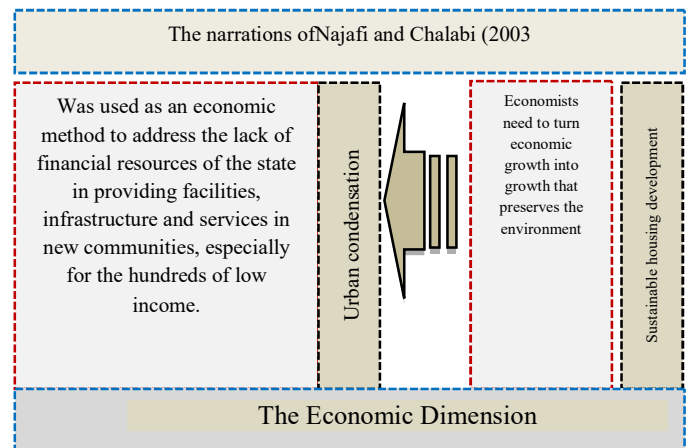 The narrations ofNajafi and Chalabi (2003
Was used as an economic
method to address the lack of
financial resources of the state
in providing facilities,
infrastructure and services in
new communities, especially
for the hundreds of low
income.
Urban condensation
Economists
need to turn
economic
growth into
growth that
preserves the
environment
Sustainable housing development
The Economic Dimension